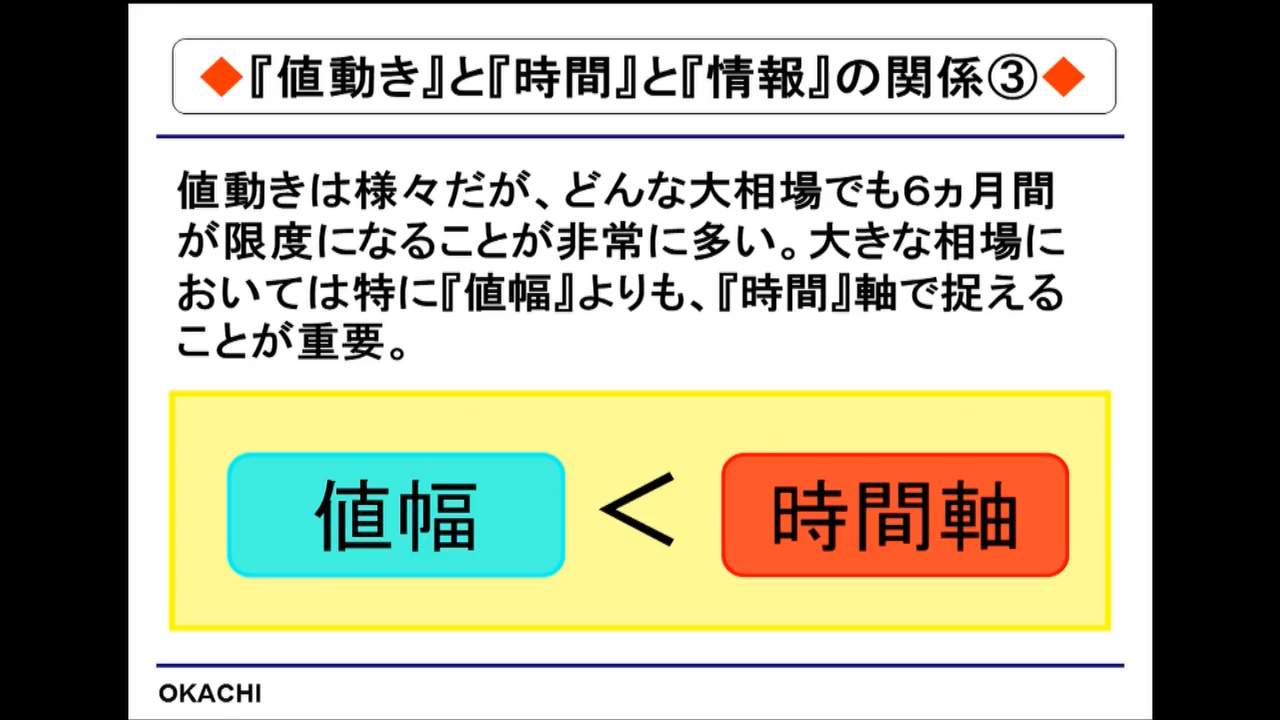 ◆『値動き』と『時間』と『情報』の関係③◆
値動きは様々だが、どんな大相場でも6ヵ月間
が限度になることが非常に多い。大きな相場に
おいては特に『値幅』よりも、『時間』軸で捉える
ことが重要。
値幅 < 時間軸
OKACHI